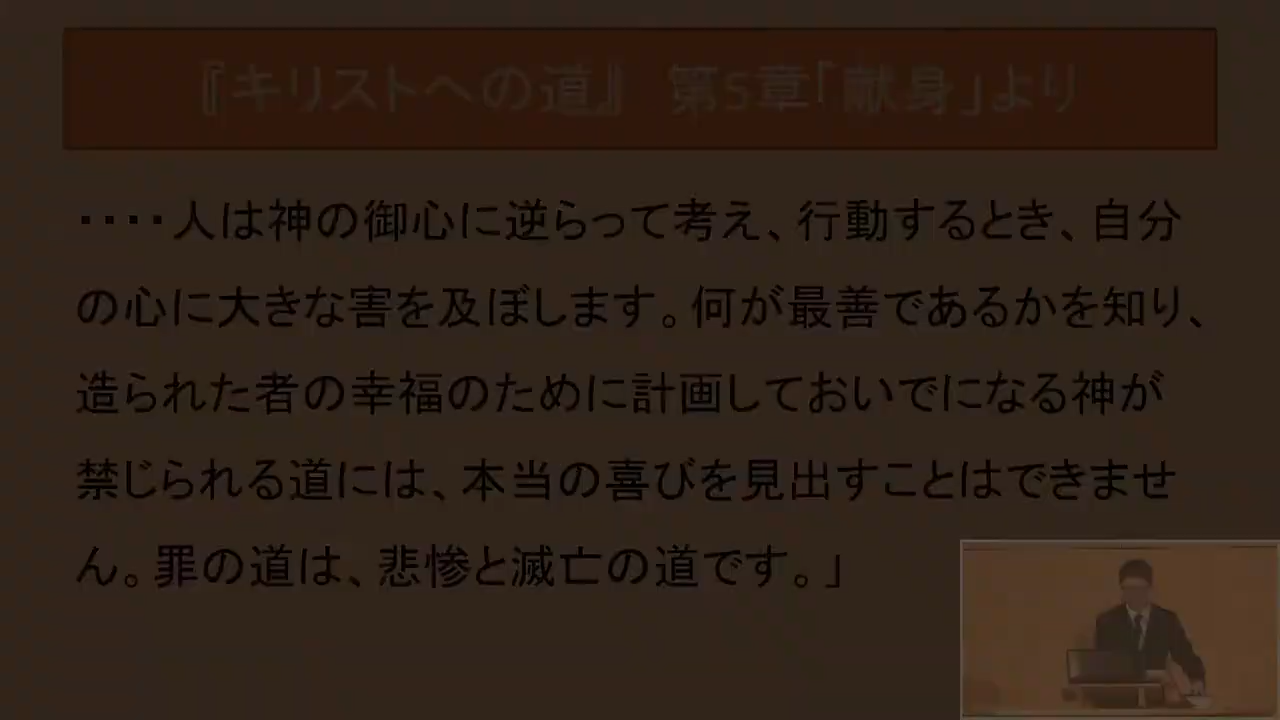 『キリストへの道』 第5章「献身」より
・・・・人は神の御心に逆らって考え、行動するとき、自分
の心に大きな害を及ぼします。何が最善であるかを知り、
造られた者の幸福のために計画しておいでになる神が
禁じられる道には、本当の喜びを見出すことはできませ
ん。罪の道は、悲惨と滅亡の道です。」